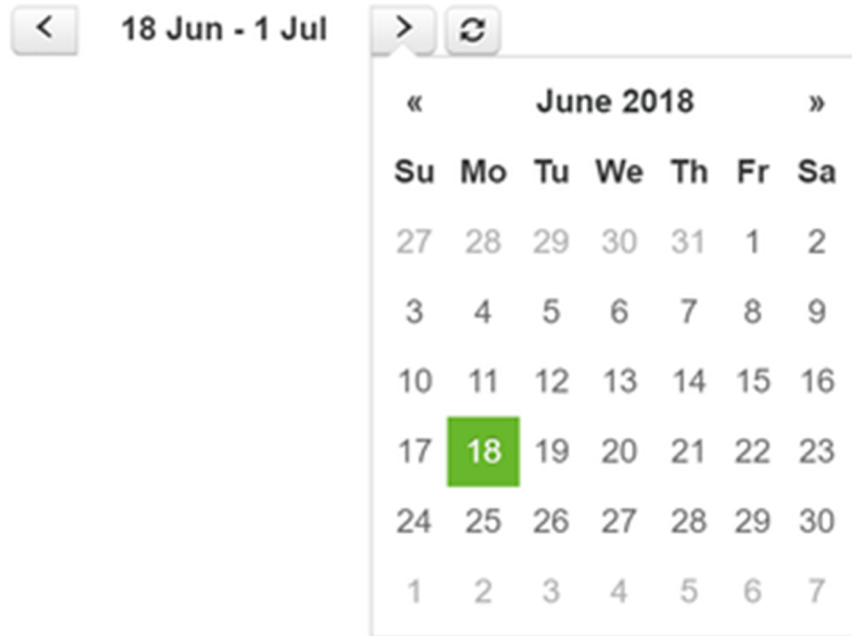 < 18 Jun - 1 Jul >
« June 2018 »
Su Mo Tu We Th Fr Sa
27 28 29 30 31 1 2
3 4 5 6 7 8 9
10 11 12 13 14 15 16
17 18 19 20 21 22 23
24 25 26 27 28 29 30
1 2 3 4 5 6 7